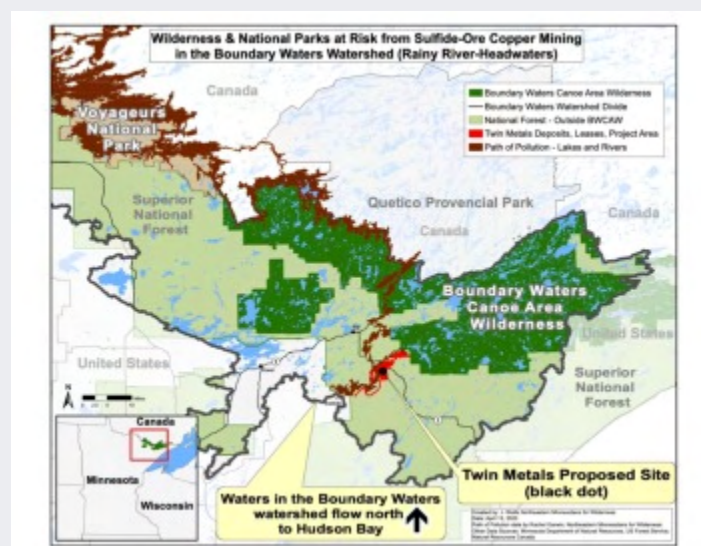 Wilderness & National Parks at Risk from Sulfide-Ore Copper Mining
in the Boundary Waters Watershed (Rainy River-Headwaters)
Canada
Boundary Waters Canoe Area Wilderness
Boundary Waters Watershed Divide
National Forest - Outside BWCAW
Twin Metals Deposits, Leases, Project Area
Path of Pollution - Lakes and Rivers
Voyageurs
National
Park
Superior
National
Forest
Quetico Provincial Park
Canada
Canada
Boundary Waters
Canoe Area
Wilderness
United States
United States
Superior
National
Forest
N
Canada
Minnesota
Wisconsin
Twin Metals Proposed Site
(black dot)
Waters in the Boundary Waters
watershed flow north
to Hudson Bay